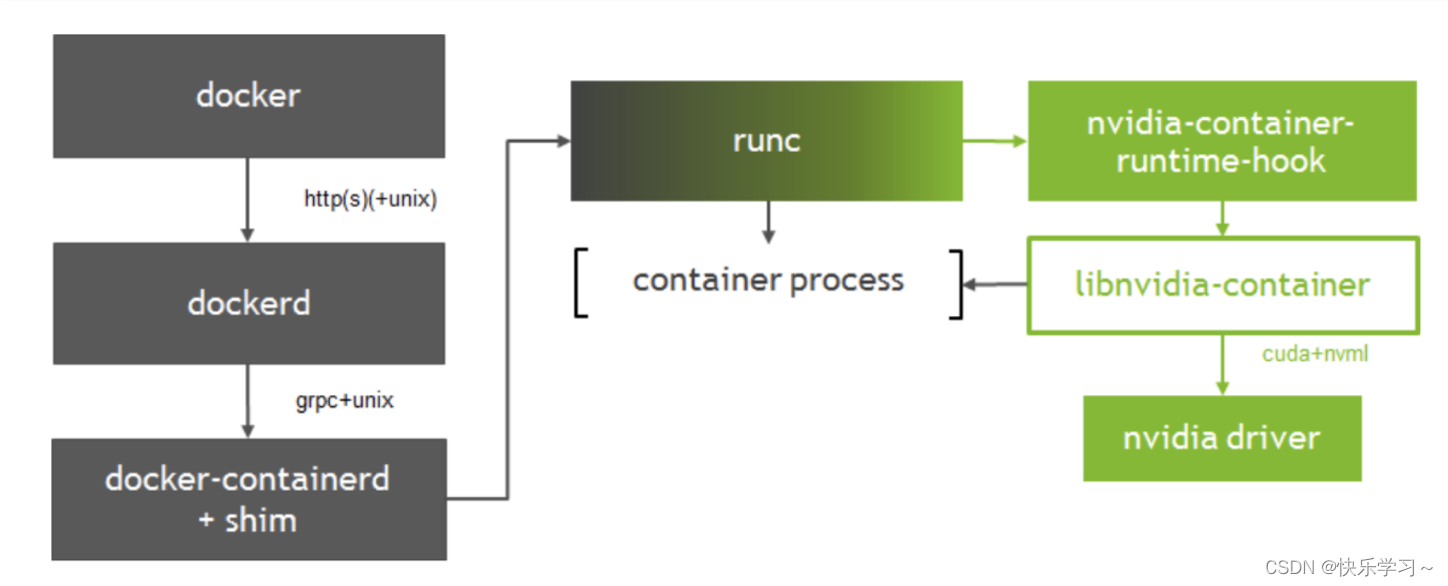 docker
http(s)(+unix)
dockerd
grpc+unix
docker-containerd
+ shim
runc
container process
nvidia-container-
runtime-hook
libnvidia-container
cuda+nvml
nvidia driver
CSDN @快乐学习～